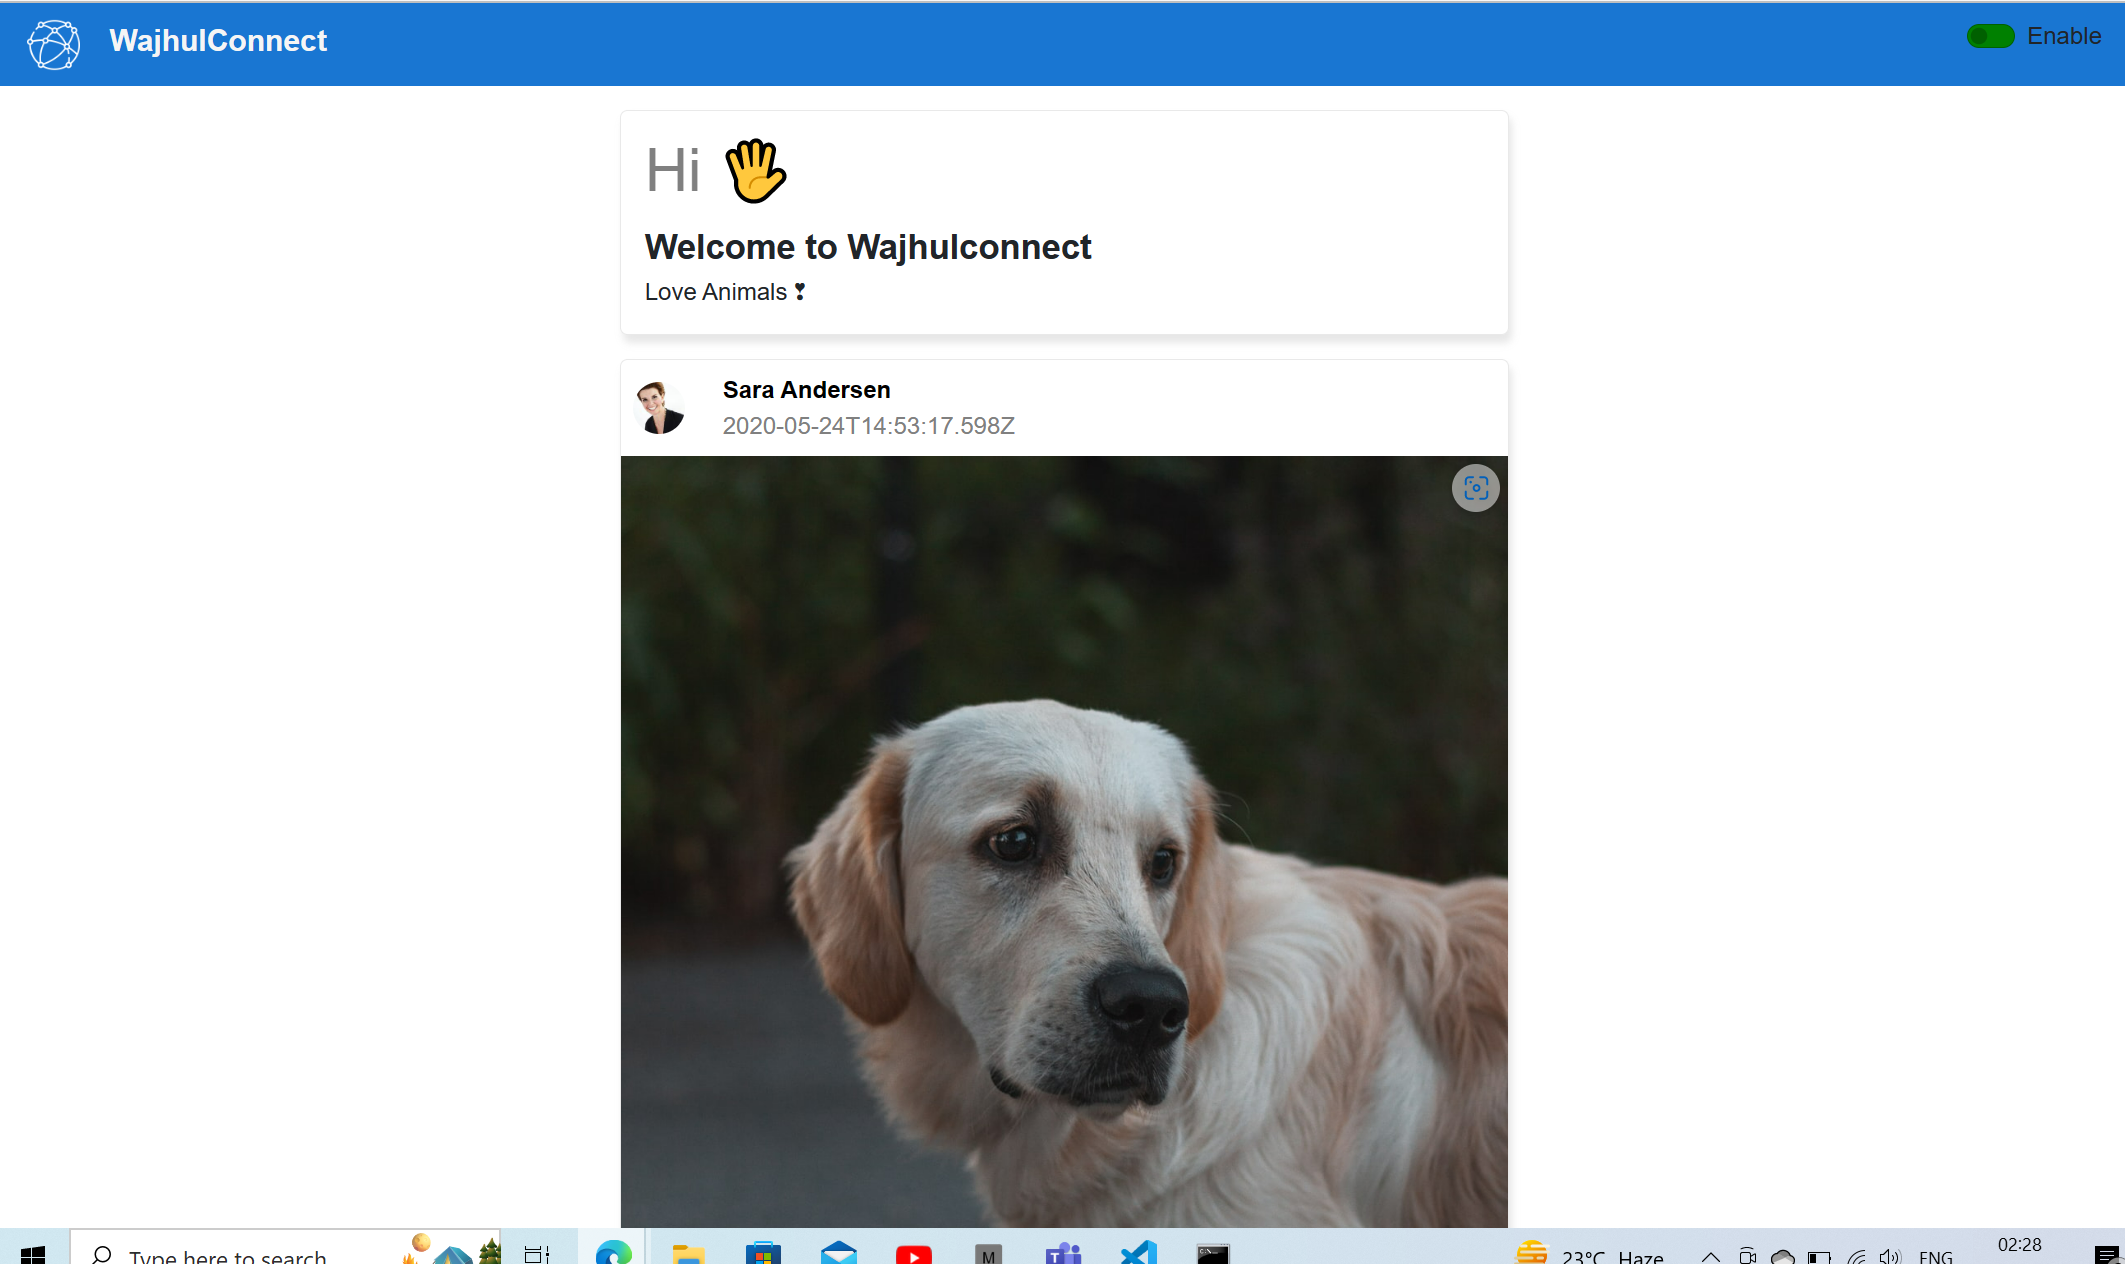 WajhulConnect
Enable
Hi
Welcome to Wajhulconnect
Love Animals ❣
Sara Andersen
2020-05-24T14:53:17.598Z
Type here to search
M
T
C:\
23°C Haze
ENG
02:28